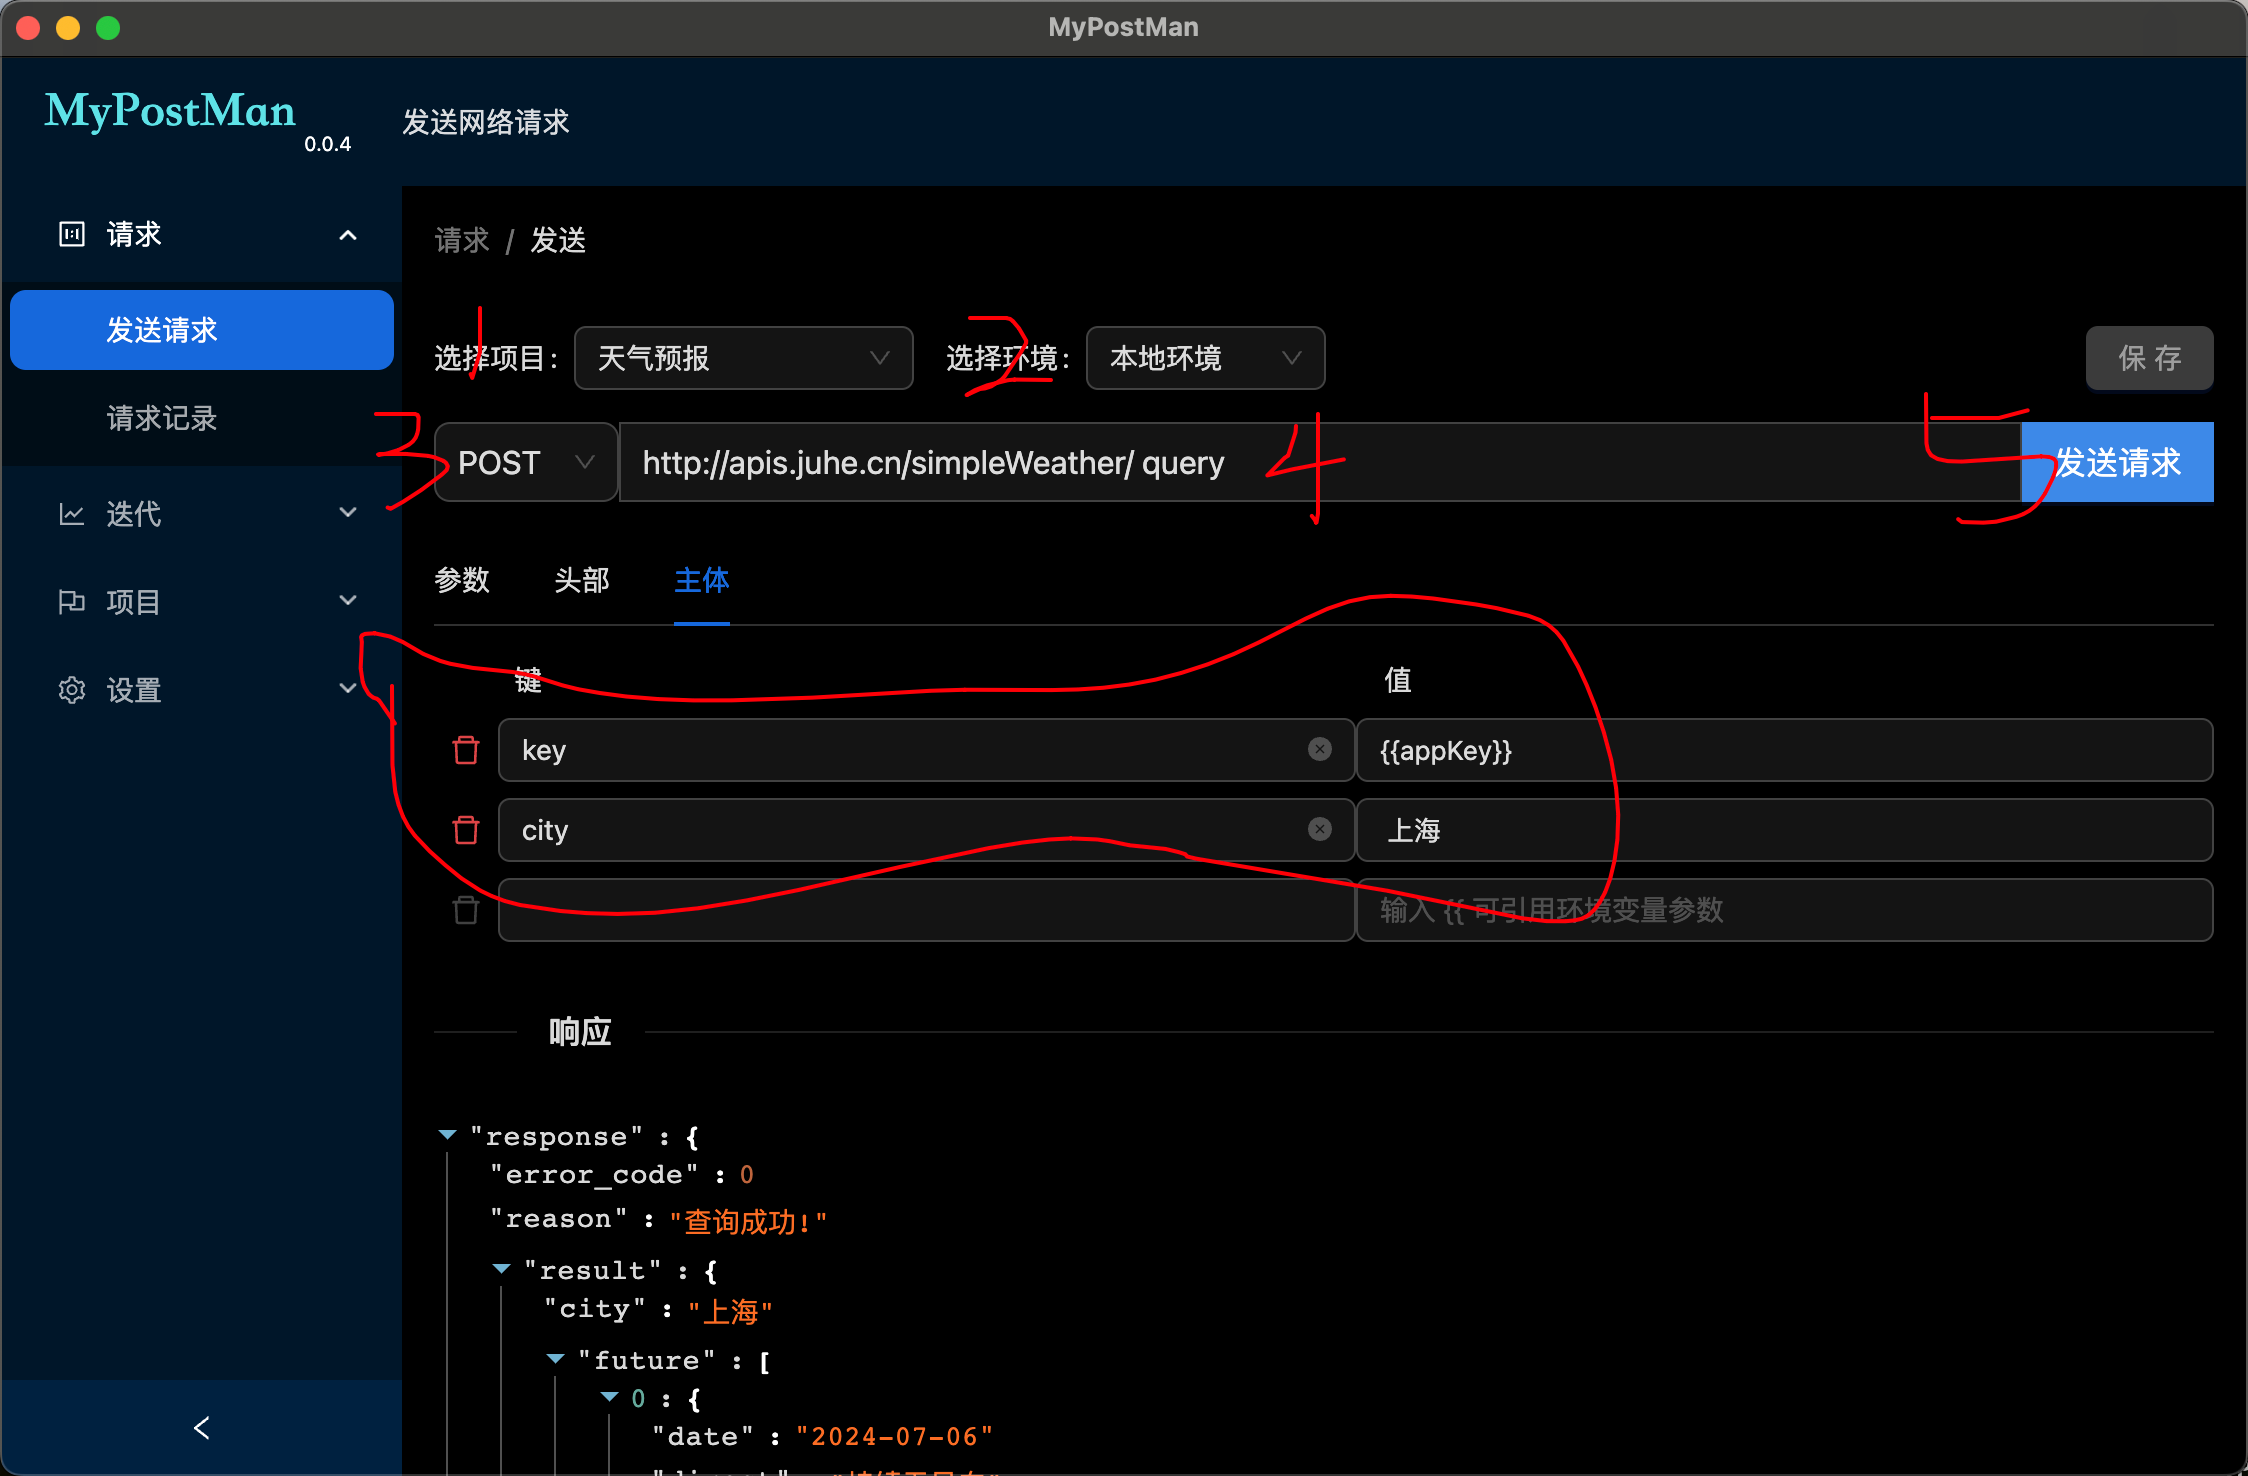 MyPostMan
MyPostMan
0.0.4
发送网络请求
请求
发送请求
请求记录
迭代
项目
设置
请求 / 发送
1
选择项目: 天气预报
2
选择环境: 本地环境
保 存
3
POST http://apis.juhe.cn/simpleWeather/ query
4
5
发送请求
参数 头部 主体
键 值
key {{appKey}}
city 上海
输入 {{ 可引用环境变量参数
响应
"response" : {
"error_code" : 0
"reason" : "查询成功!"
"result" : {
"city" : "上海"
"future" : [
0 : {
"date" : "2024-07-06"